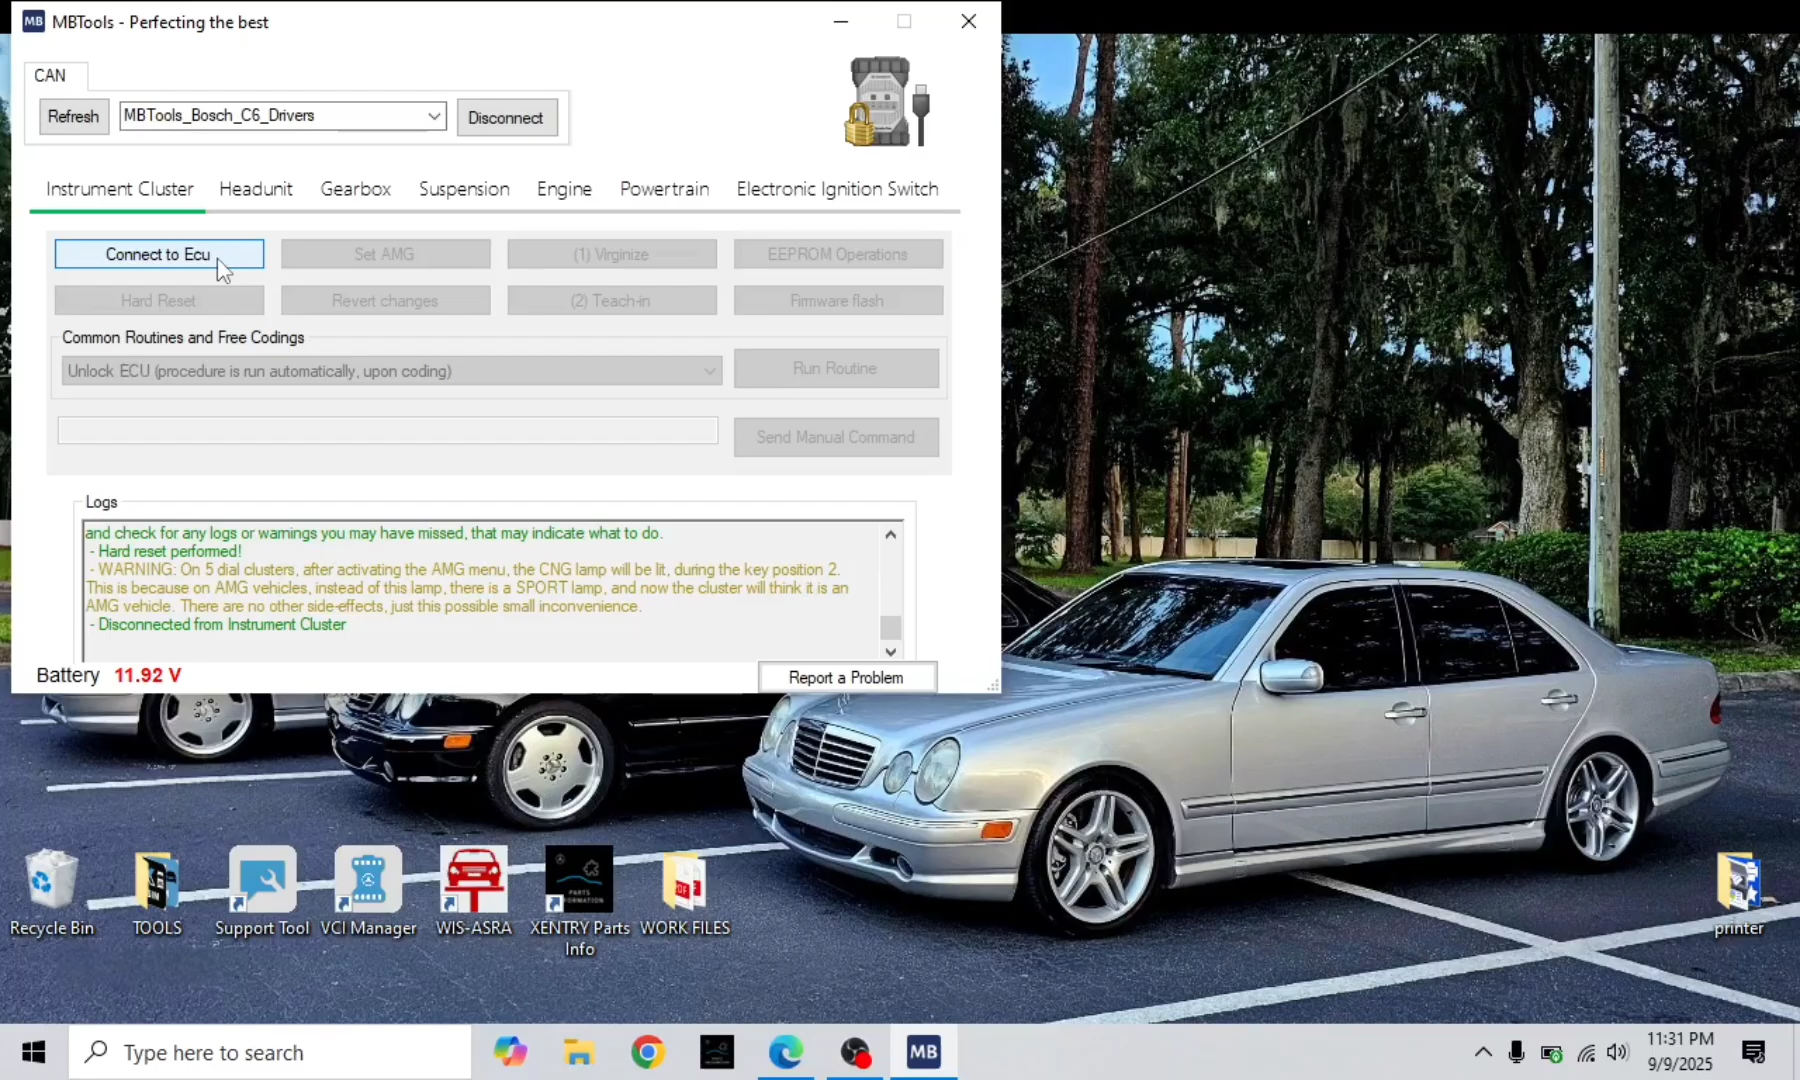 MB MBTools - Perfecting the best
CAN
Refresh MBTools_Bosch_C6_Drivers Disconnect
Instrument Cluster Headunit Gearbox Suspension Engine Powertrain Electronic Ignition Switch
Connect to Ecu Set AMG (1) Virginize EEPROM Operations
Hard Reset Revert changes (2) Teach-in Firmware flash
Common Routines and Free Codings
Unlock ECU (procedure is run automatically, upon coding) Run Routine
Send Manual Command
Logs
and check for any logs or warnings you may have missed, that may indicate what to do.
- Hard reset performed!
- WARNING: On 5 dial clusters, after activating the AMG menu, the CNG lamp will be lit, during the key position 2.
This is because on AMG vehicles, instead of this lamp, there is a SPORT lamp, and now the cluster will think it is an
AMG vehicle. There are no other side-effects, just this possible small inconvenience.
- Disconnected from Instrument Cluster
Battery 11.92 V Report a Problem
Recycle Bin TOOLS Support Tool VCI Manager WIS-ASRA XENTRY Parts Info WORK FILES printer
Type here to search MB 11:31 PM
9/9/2025